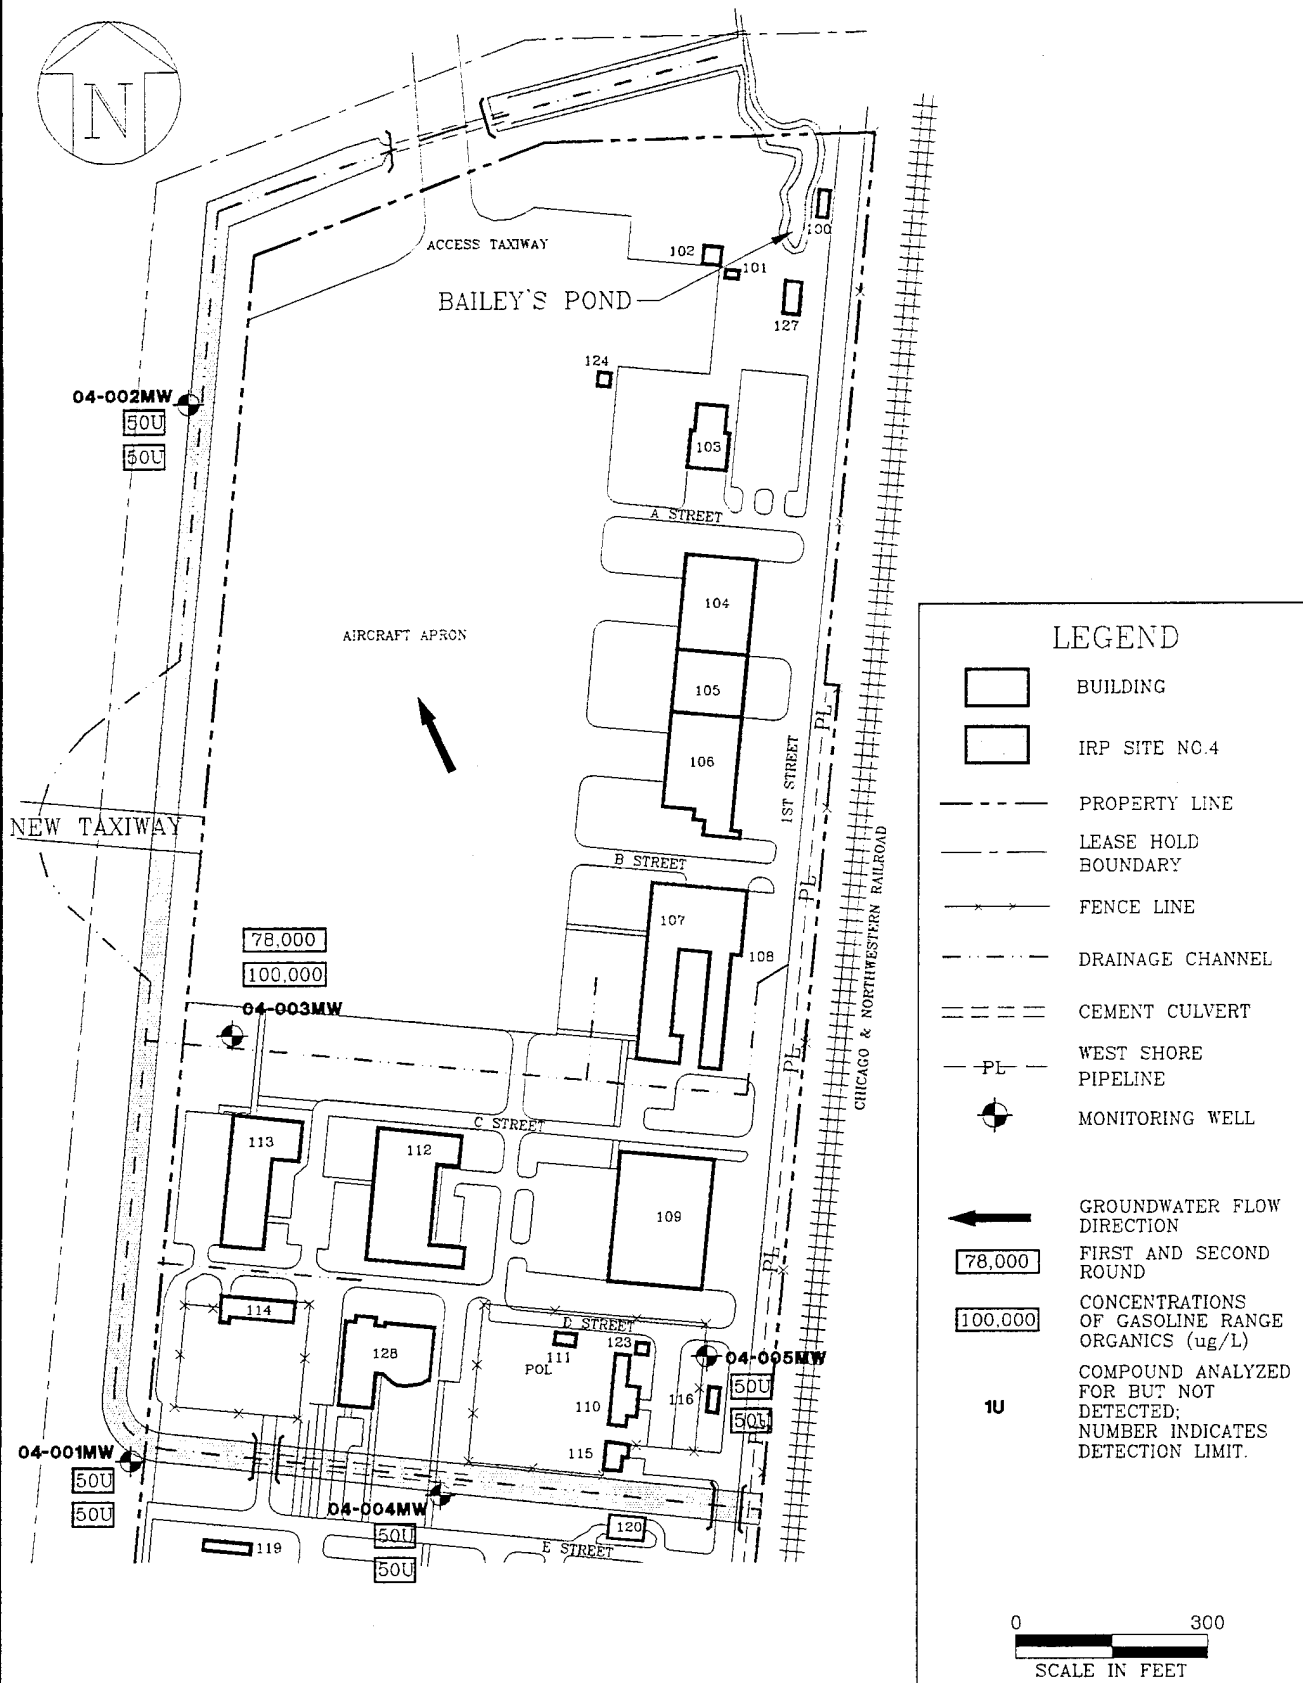 N
ACCESS TAXIWAY
102
100
101
BAILEY'S POND
127
124
04-002MW
50U
50U
103
A STREET
104
AIRCRAFT APRON
105
106
1ST STREET
PL
NEW TAXIWAY
B STREET
CHICAGO & NORTHWESTERN RAILROAD
PL
107
108
78,000
100,000
04-003MW
PL
C STREET
113
112
109
PL
114
D STREET
128
111
123
POL
04-005MW
50U
50U
110
116
PL
115
04-001MW
50U
50U
04-004MW
50U
50U
120
E STREET
119
LEGEND
BUILDING
IRP SITE NO.4
PROPERTY LINE
LEASE HOLD
BOUNDARY
FENCE LINE
DRAINAGE CHANNEL
CEMENT CULVERT
PL
WEST SHORE
PIPELINE
MONITORING WELL
GROUNDWATER FLOW
DIRECTION
78,000
FIRST AND SECOND
ROUND
100,000
CONCENTRATIONS
OF GASOLINE RANGE
ORGANICS (ug/L)
1U
COMPOUND ANALYZED
FOR BUT NOT
DETECTED;
NUMBER INDICATES
DETECTION LIMIT.
0 300
SCALE IN FEET